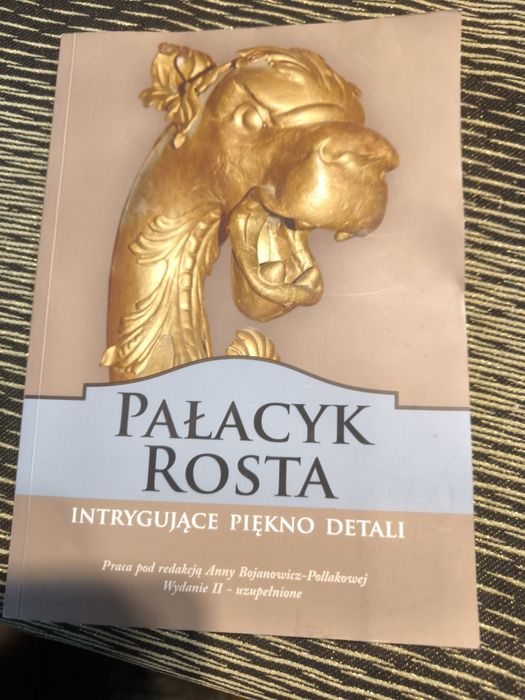 PAŁACYK
ROSTA
INTRYGUJĄCE PIĘKNO DETALI
Praca pod redakcją Anny Bojanowicz-Pollakowej
Wydanie II - uzupełnione